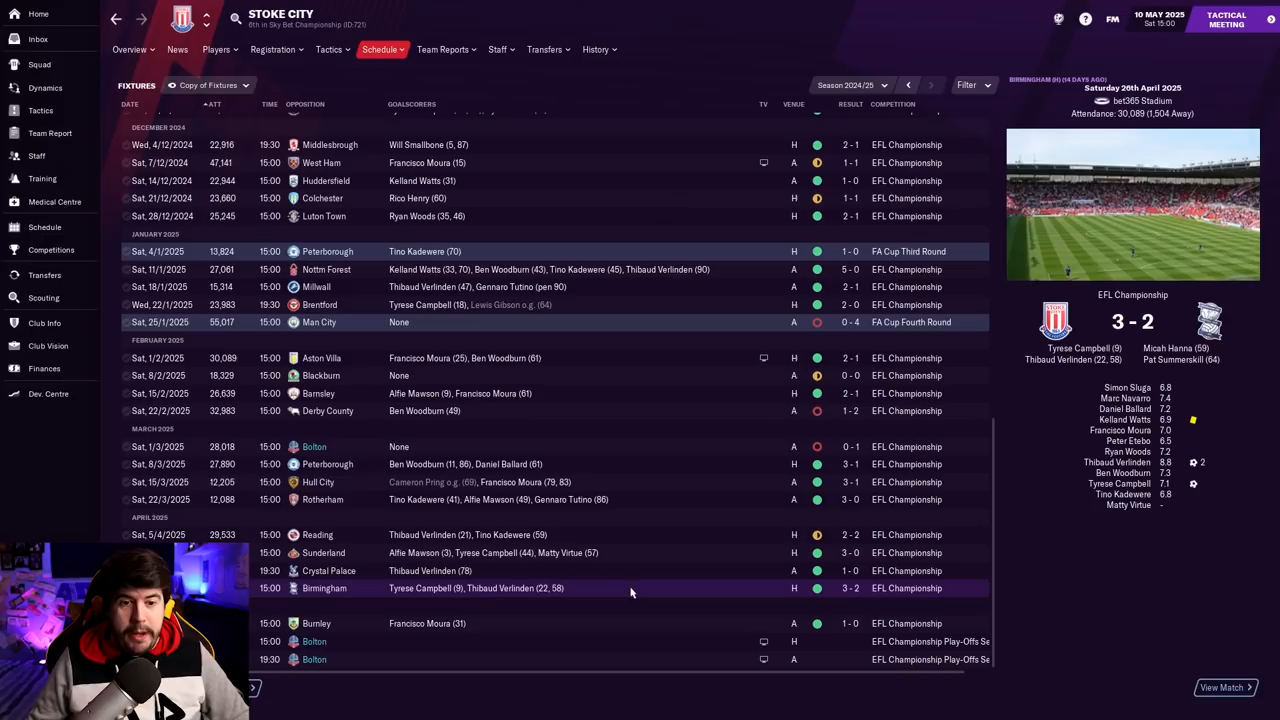 Home
Inbox
Squad
Dynamics
Tactics
Team Report
Staff
Training
Medical Centre
Schedule
Competitions
Transfers
Scouting
Club Info
Club Vision
Finances
Dev. Centre
STOKE CITY
6th in Sky Bet Championship (ID:721)
FM
10 MAY 2025
Sat 15:00
TACTICAL
MEETING
Overview News Players Registration Tactics Schedule Team Reports Staff Transfers History
FIXTURES Copy of Fixtures Season 2024/25 Filter
DATE ATT TIME OPPOSITION GOALSCORERS TV VENUE RESULT COMPETITION
DECEMBER 2024
Wed, 4/12/2024 22,916 19:30 Middlesbrough Will Smallbone (5, 87) H 2 - 1 EFL Championship
Sat, 7/12/2024 47,141 15:00 West Ham Francisco Moura (15) A 1 - 1 EFL Championship
Sat, 14/12/2024 22,944 15:00 Huddersfield Kelland Watts (31) A 1 - 0 EFL Championship
Sat, 21/12/2024 23,660 15:00 Colchester Rico Henry (60) H 1 - 1 EFL Championship
Sat, 28/12/2024 25,245 15:00 Luton Town Ryan Woods (35, 46) H 2 - 1 EFL Championship
JANUARY 2025
Sat, 4/1/2025 13,824 15:00 Peterborough Tino Kadewere (70) H 1 - 0 FA Cup Third Round
Sat, 11/1/2025 27,061 15:00 Nottm Forest Kelland Watts (33, 70), Ben Woodburn (43), Tino Kadewere (45), Thibaud Verlinden (90) A 5 - 0 EFL Championship
Sat, 18/1/2025 15,314 15:00 Millwall Thibaud Verlinden (47), Gennaro Tutino (pen 90) A 2 - 1 EFL Championship
Wed, 22/1/2025 23,983 19:30 Brentford Tyrese Campbell (18), Lewis Gibson o.g. (64) H 2 - 0 EFL Championship
Sat, 25/1/2025 55,017 15:00 Man City None A 0 - 4 FA Cup Fourth Round
FEBRUARY 2025
Sat, 1/2/2025 30,089 15:00 Aston Villa Francisco Moura (25), Ben Woodburn (61) H 2 - 1 EFL Championship
Sat, 8/2/2025 18,329 15:00 Blackburn None A 0 - 0 EFL Championship
Sat, 15/2/2025 26,639 15:00 Barnsley Alfie Mawson (9), Francisco Moura (61) H 2 - 1 EFL Championship
Sat, 22/2/2025 32,983 15:00 Derby County Ben Woodburn (49) A 1 - 2 EFL Championship
MARCH 2025
Sat, 1/3/2025 28,018 15:00 Bolton None A 0 - 1 EFL Championship
Sat, 8/3/2025 27,890 15:00 Peterborough Ben Woodburn (11, 86), Daniel Ballard (61) H 3 - 1 EFL Championship
Sat, 15/3/2025 12,205 15:00 Hull City Cameron Pring o.g. (69), Francisco Moura (79, 83) A 3 - 1 EFL Championship
Sat, 22/3/2025 12,088 15:00 Rotherham Tino Kadewere (41), Alfie Mawson (49), Gennaro Tutino (86) A 3 - 0 EFL Championship
APRIL 2025
Sat, 5/4/2025 29,533 15:00 Reading Thibaud Verlinden (21), Tino Kadewere (59) H 2 - 2 EFL Championship
15:00 Sunderland Alfie Mawson (3), Tyrese Campbell (44), Matty Virtue (57) H 3 - 0 EFL Championship
19:30 Crystal Palace Thibaud Verlinden (78) A 1 - 0 EFL Championship
15:00 Birmingham Tyrese Campbell (9), Thibaud Verlinden (22, 58) H 3 - 2 EFL Championship
15:00 Burnley Francisco Moura (31) A 1 - 0 EFL Championship
15:00 Bolton H EFL Championship Play-Offs Se
19:30 Bolton A EFL Championship Play-Offs Se
BIRMINGHAM (H) (14 DAYS AGO)
Saturday 26th April 2025
bet365 Stadium
Attendance: 30,089 (1,504 Away)
EFL Championship
3 - 2
Tyrese Campbell (9) Micah Hanna (59)
Thibaud Verlinden (22, 58) Pat Summerskill (64)
Simon Sluga 6.8
Marc Navarro 7.4
Daniel Ballard 7.2
Kelland Watts 6.9
Francisco Moura 7.0
Peter Etebo 6.5
Ryan Woods 7.2
Thibaud Verlinden 8.8 2
Ben Woodburn 7.3
Tyrese Campbell 7.1
Tino Kadewere 6.8
Matty Virtue -
View Match